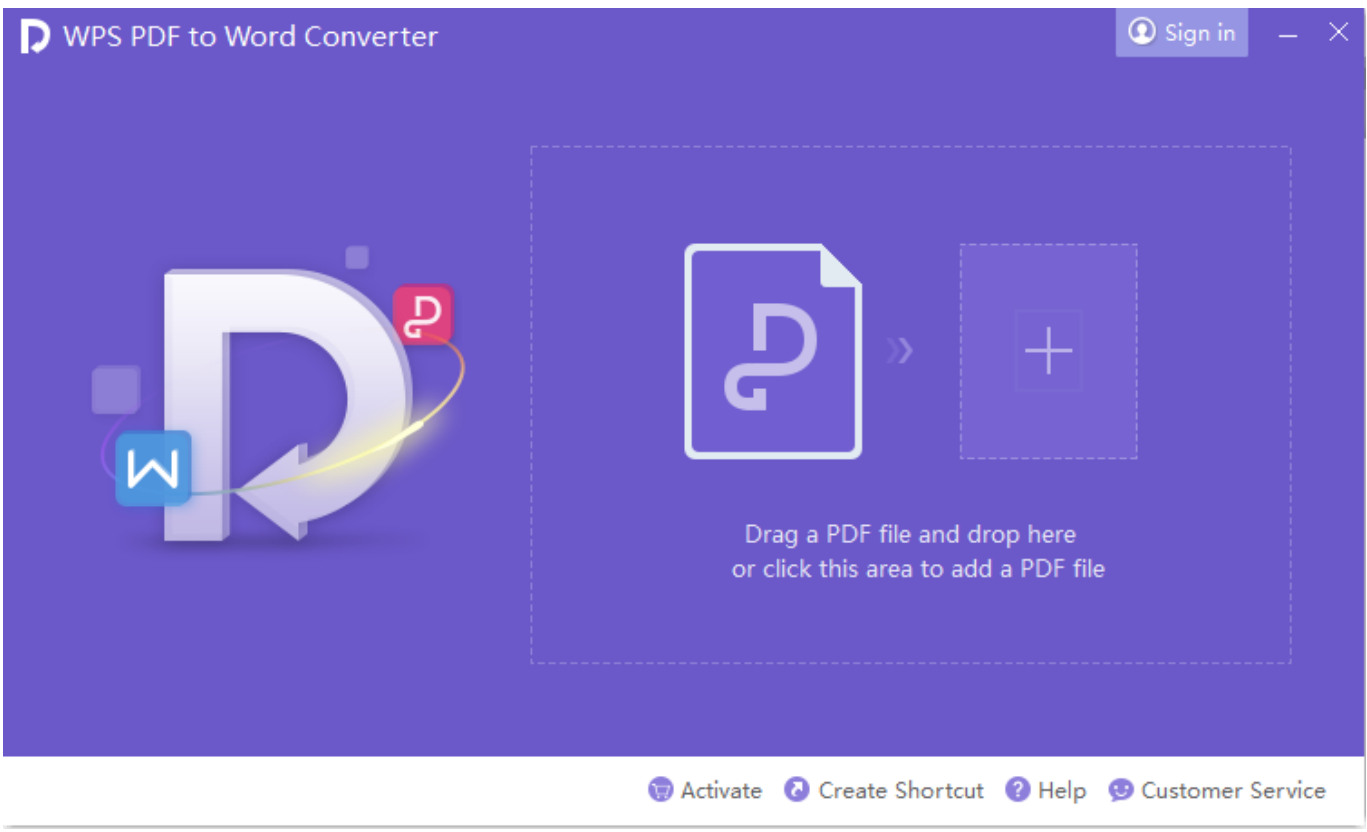 WPS PDF to Word Converter
Sign in
Drag a PDF file and drop here
or click this area to add a PDF file
Activate Create Shortcut ? Help Customer Service